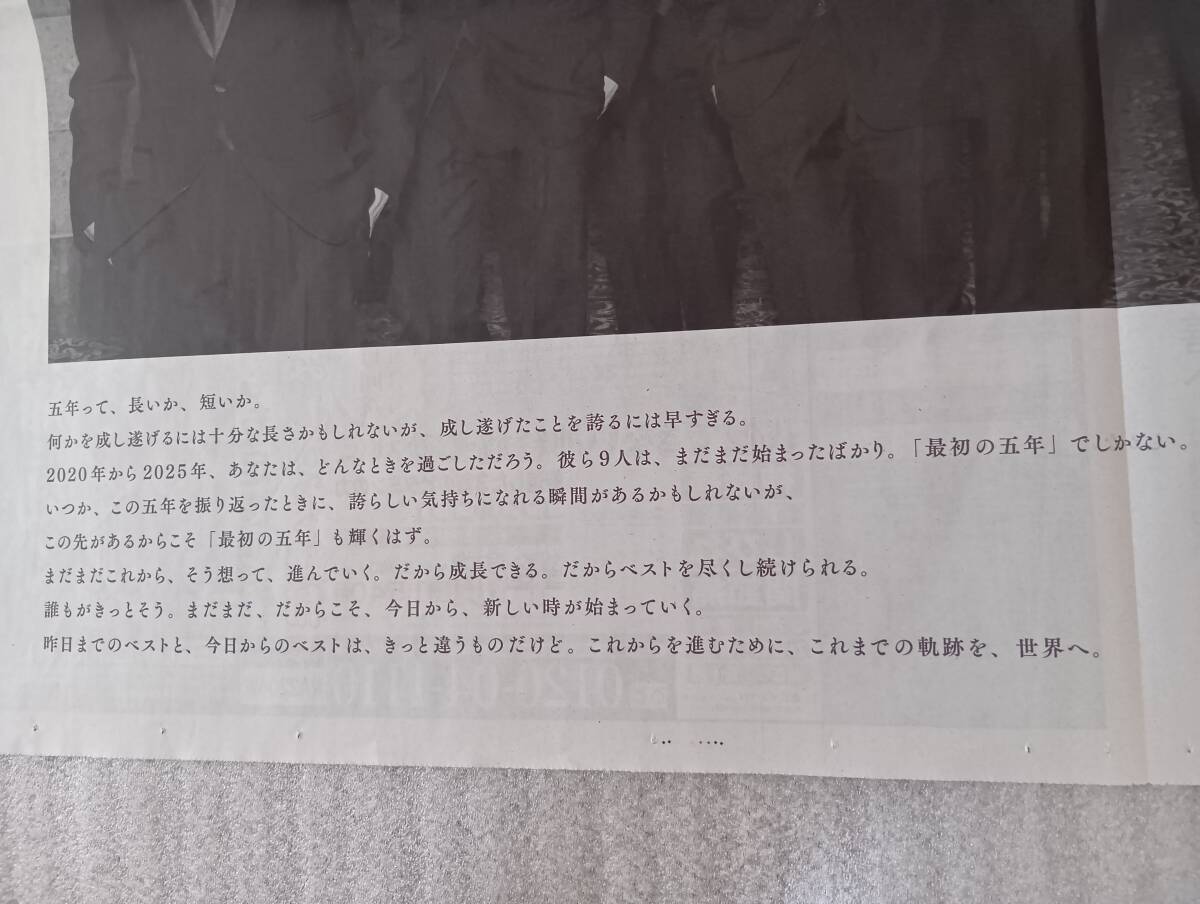 五年って、長いか、短いか。
何かを成し遂げるには十分な長さかもしれないが、成し遂げたことを誇るには早すぎる。
2020年から2025年、あなたは、どんなときを過ごしただろう。彼ら9人は、まだまだ始まったばかり。「最初の五年」でしかない。
いつか、この五年を振り返ったときに、誇らしい気持ちになれる瞬間があるかもしれないが、
この先があるからこそ「最初の五年」も輝くはず。
まだまだこれから、そう想って、進んでいく。だから成長できる。だからベストを尽くし続けられる。
誰もがきっとそう。まだまだ、だからこそ、今日から、新しい時が始まっていく。
昨日までのベストと、今日からのベストは、きっと違うものだけど。これからを進むために、これまでの軌跡を、世界へ。